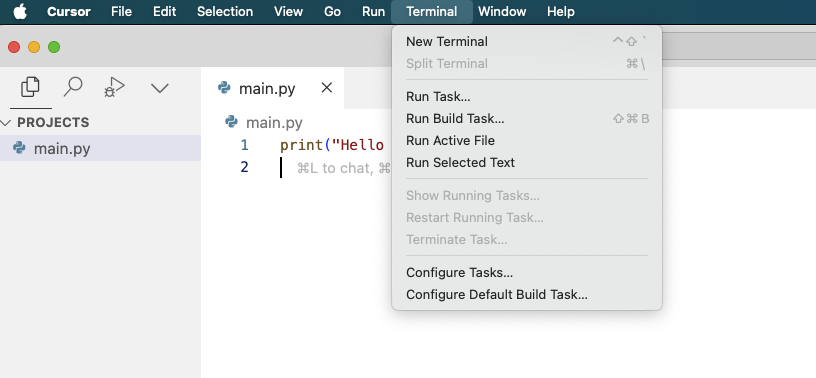 Cursor File Edit Selection View Go Run Terminal Window Help
New Terminal ⌃⇧`
Split Terminal ⌘\
Run Task...
Run Build Task... ⇧⌘B
Run Active File
Run Selected Text
Show Running Tasks...
Restart Running Task...
Terminate Task...
Configure Tasks...
Configure Default Build Task...
PROJECTS
main.py
main.py
main.py
1 print("Hello
2 ⌘L to chat, ⌘